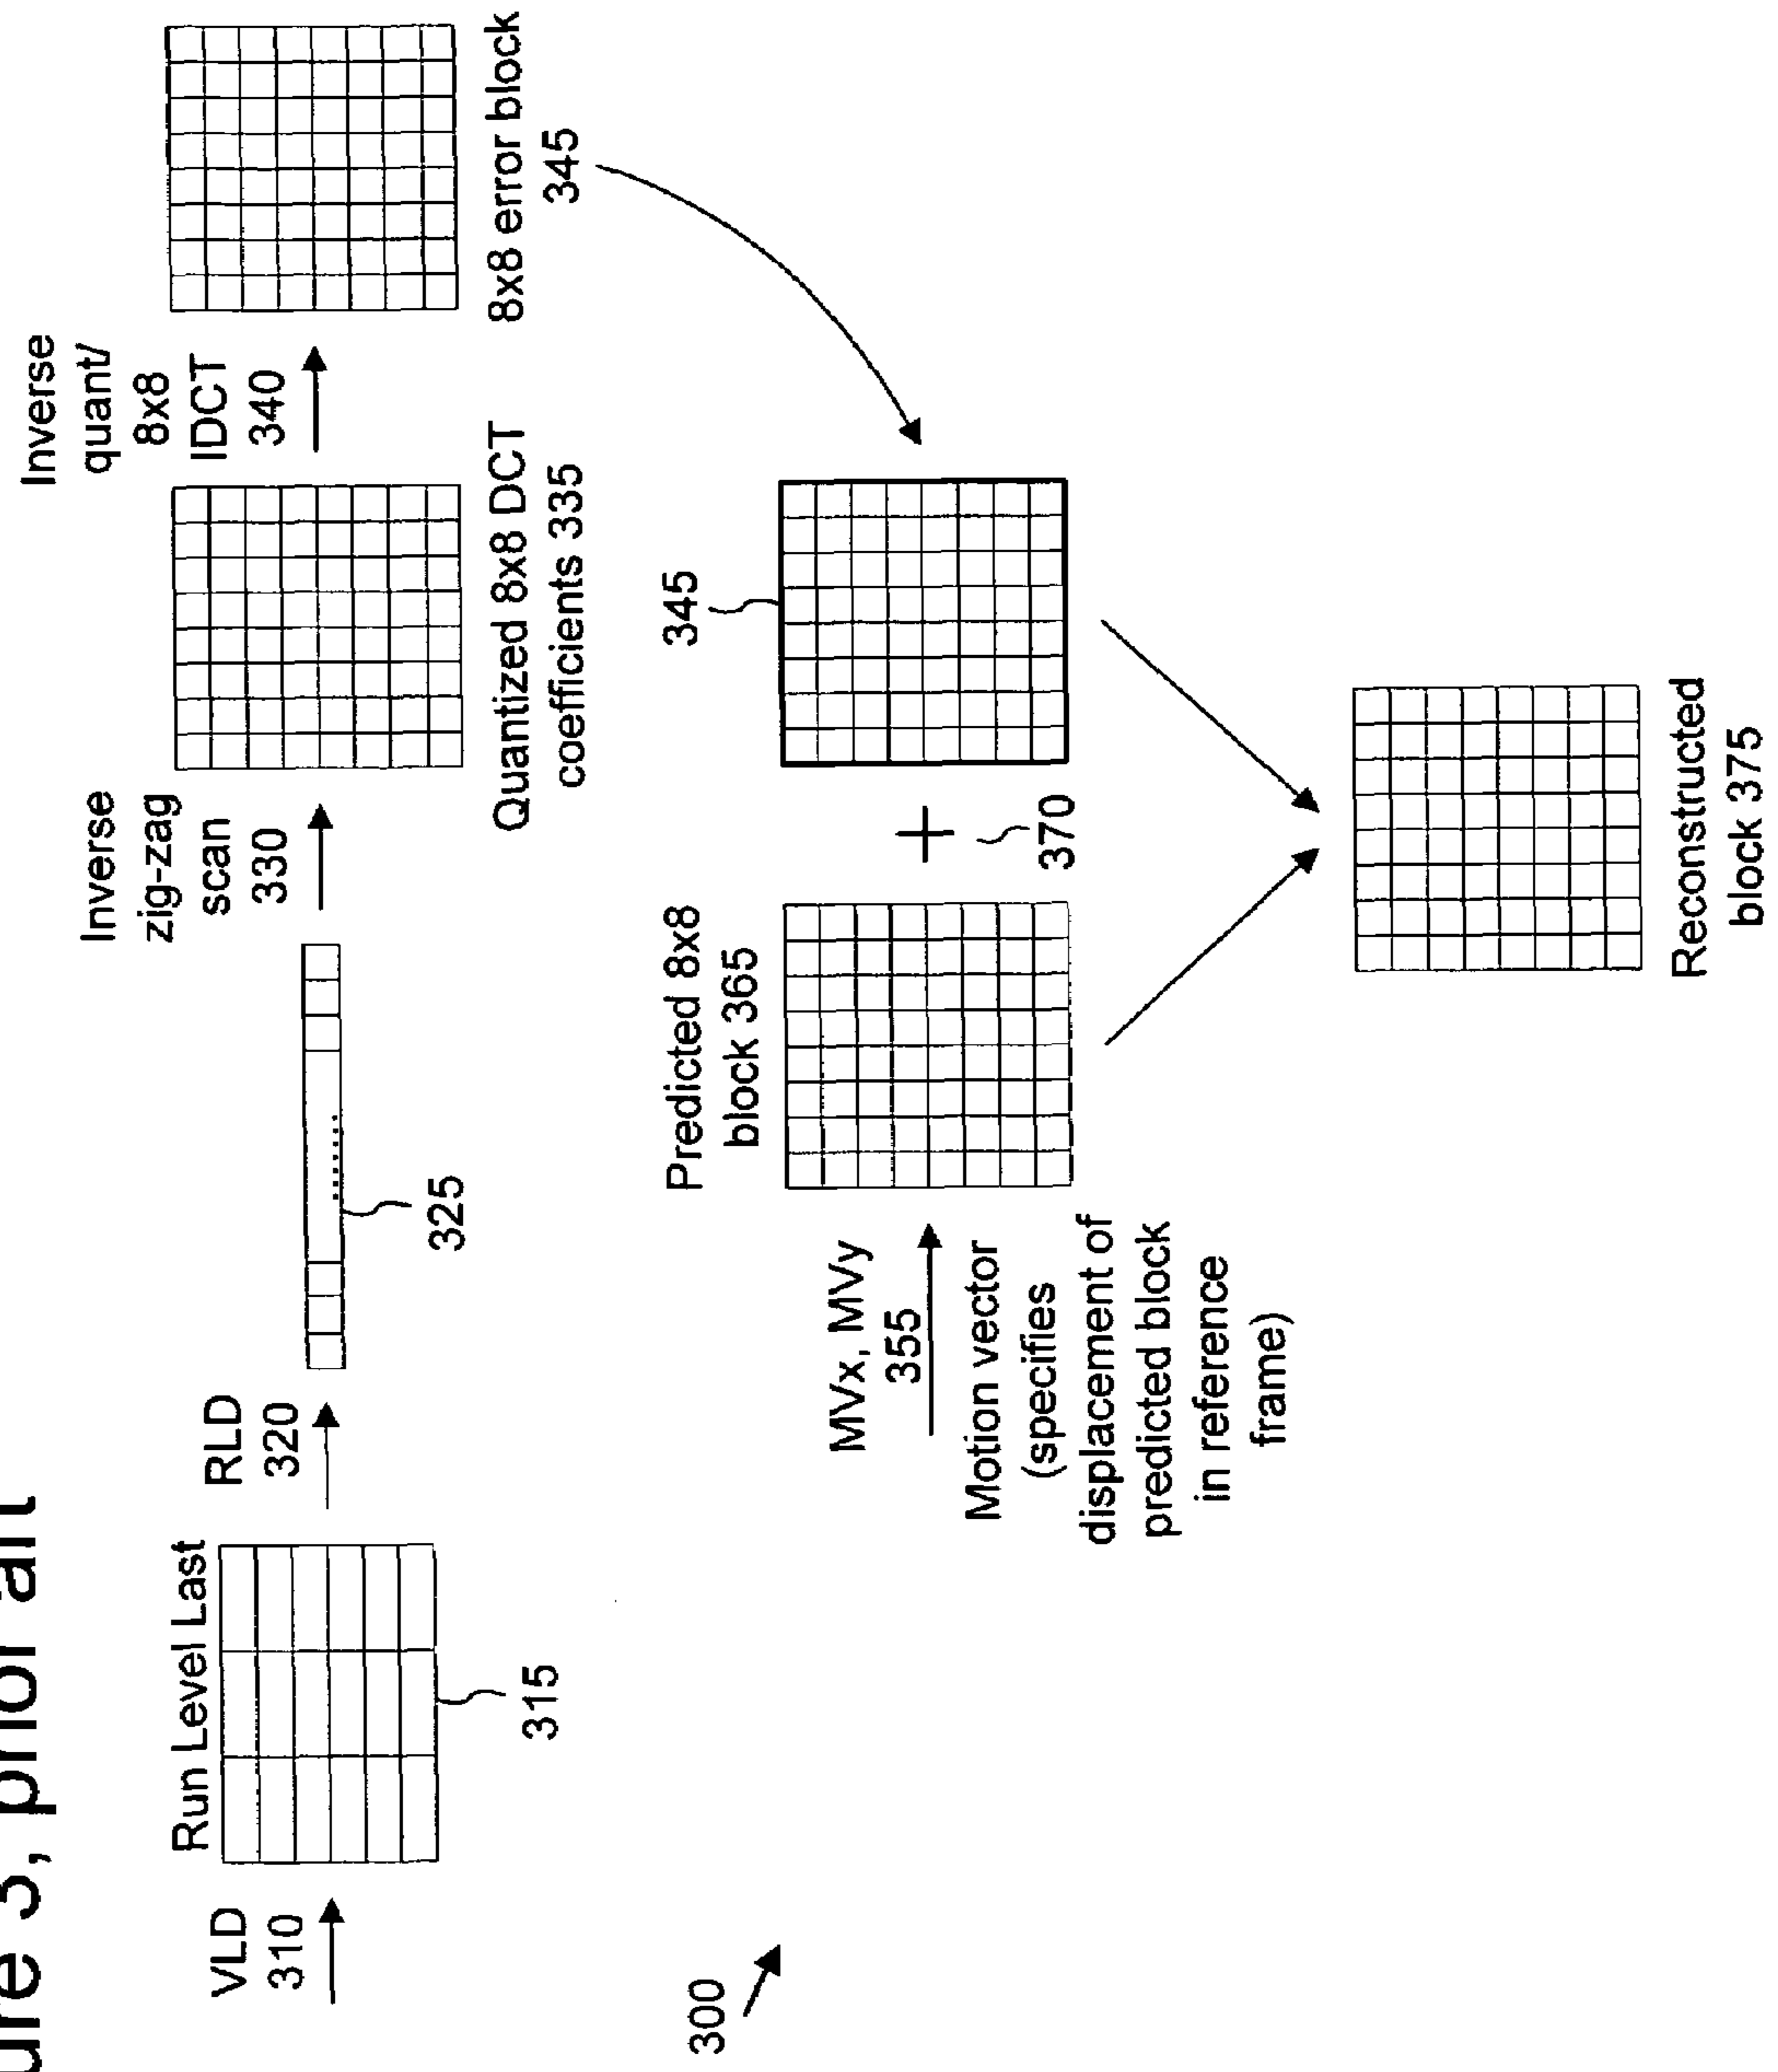 ure 3, prior art
VLD
310
Run Level Last
315
RLD
320
325
Inverse
zig-zag
scan
330
Quantized 8x8 DCT
coefficients 335
Inverse
quant/
8x8
IDCT
340
8x8 error block
345
300
MVx, MVy
355
Motion vector
(specifies
displacement of
predicted block
in reference
frame)
Predicted 8x8
block 365
+
370
345
Reconstructed
block 375